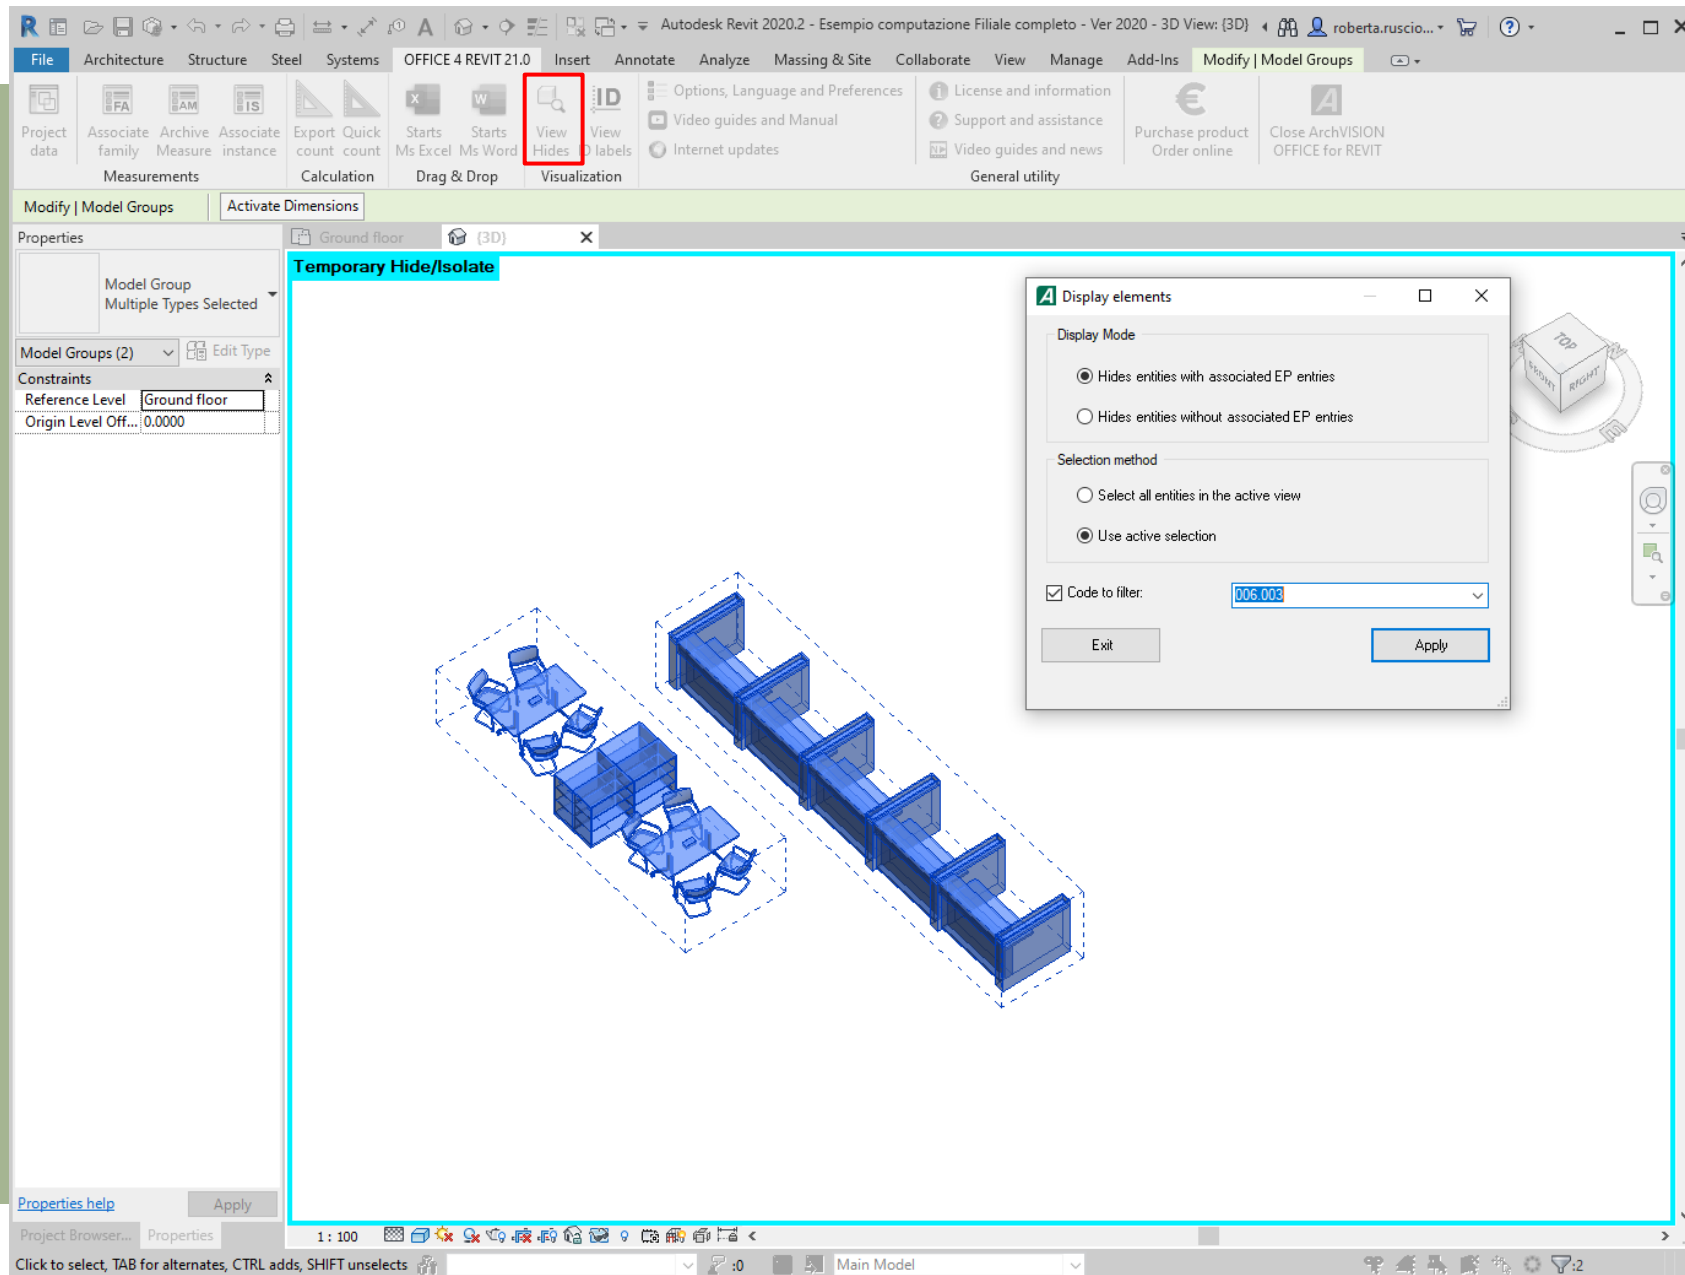 Autodesk Revit 2020.2 - Esempio computazione Filiale completo - Ver 2020 - 3D View: {3D}
roberta.ruscio...
File Architecture Structure Steel Systems OFFICE 4 REVIT 21.0 Insert Annotate Analyze Massing & Site Collaborate View Manage Add-Ins Modify | Model Groups
Project data
FA Associate family
AM Archive Measure
IS Associate instance
Export count
Quick count
Starts Ms Excel
Starts Ms Word
View Hides
ID View ID labels
Options, Language and Preferences
Video guides and Manual
Internet updates
License and information
Support and assistance
Video guides and news
Purchase product
Order online
Close ArchVISION
OFFICE for REVIT
Measurements Calculation Drag & Drop Visualization General utility
Modify | Model Groups Activate Dimensions
Properties
Ground floor {3D}
Temporary Hide/Isolate
Model Group
Multiple Types Selected
Model Groups (2) Edit Type
Constraints
Reference Level Ground floor
Origin Level Off... 0.0000
Display elements
Display Mode
Hides entities with associated EP entries
Hides entities without associated EP entries
Selection method
Select all entities in the active view
Use active selection
Code to filter: 006.003
Exit Apply
TOP
FRONT RIGHT
Properties help Apply
Project Browser... Properties
1 : 100
Click to select, TAB for alternates, CTRL adds, SHIFT unselects
:0 Main Model :2